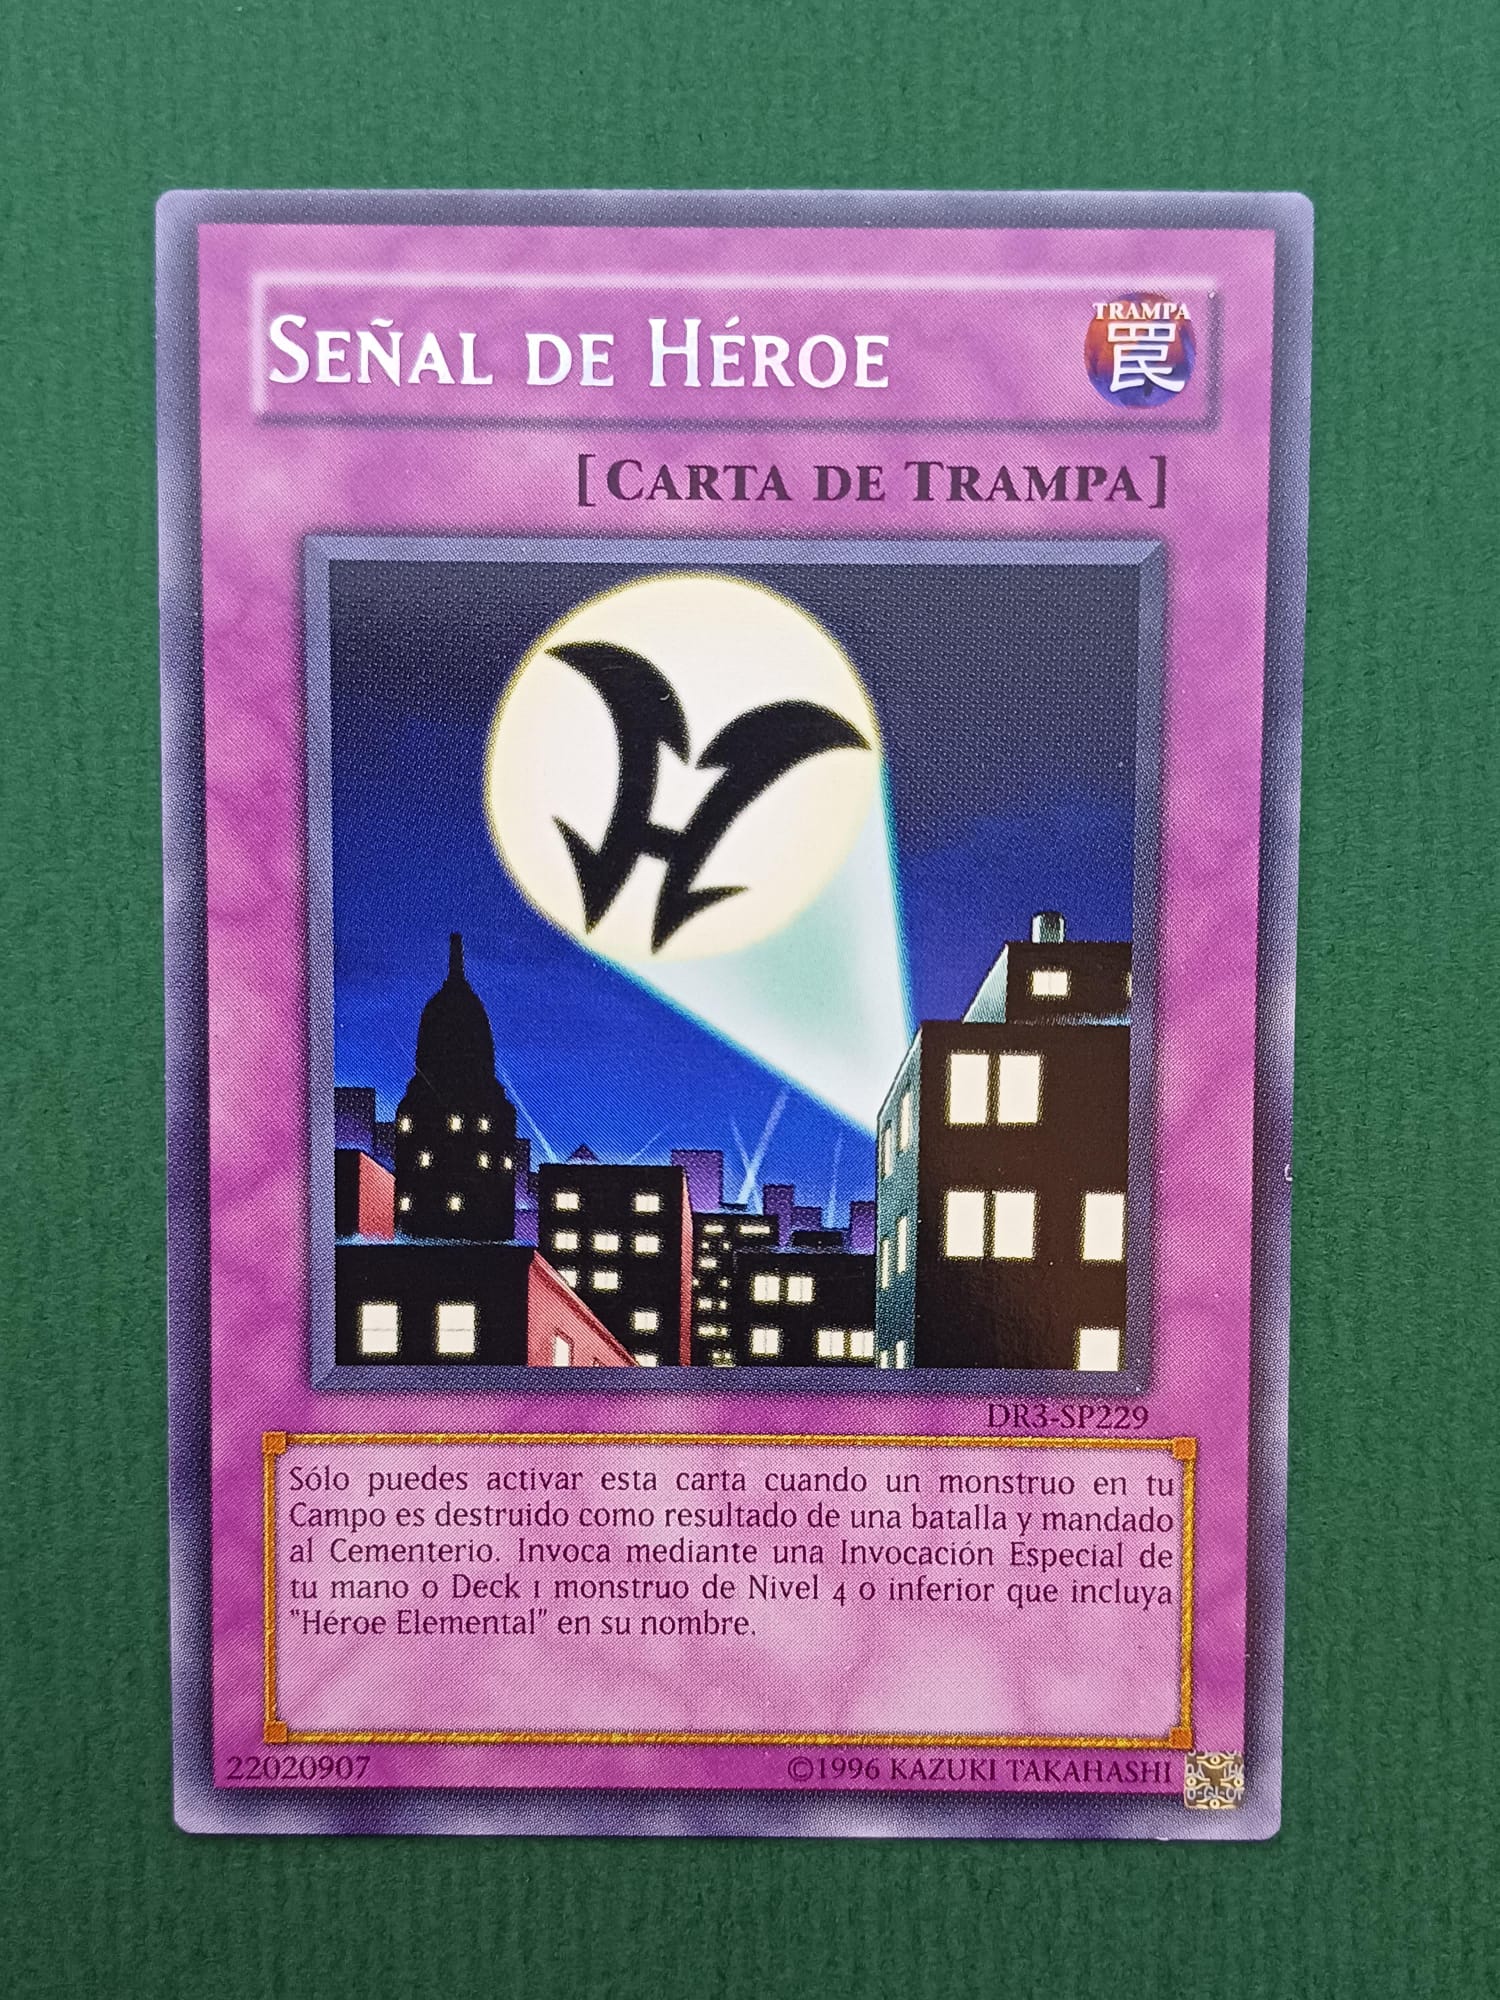 Señal de Héroe
TRAMPA
罠
[Carta de Trampa]
H
DR3-SP229
Sólo puedes activar esta carta cuando un monstruo en tu
Campo es destruido como resultado de una batalla y mandado
al Cementerio. Invoca mediante una Invocación Especial de
tu mano o Deck 1 monstruo de Nivel 4 o inferior que incluya
"Héroe Elemental" en su nombre.
22020907
©1996 KAZUKI TAKAHASHI